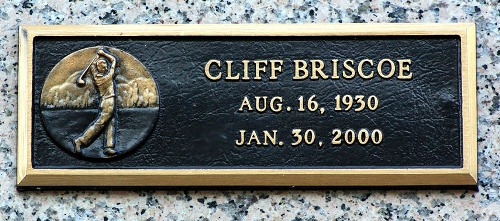 CLIFF BRISCOE
AUG. 16, 1930
JAN. 30, 2000